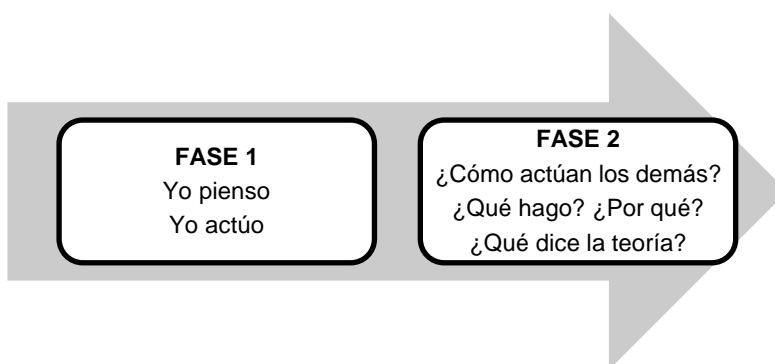 FASE 1
Yo pienso
Yo actúo
FASE 2
¿Cómo actúan los demás?
¿Qué hago? ¿Por qué?
¿Qué dice la teoría?